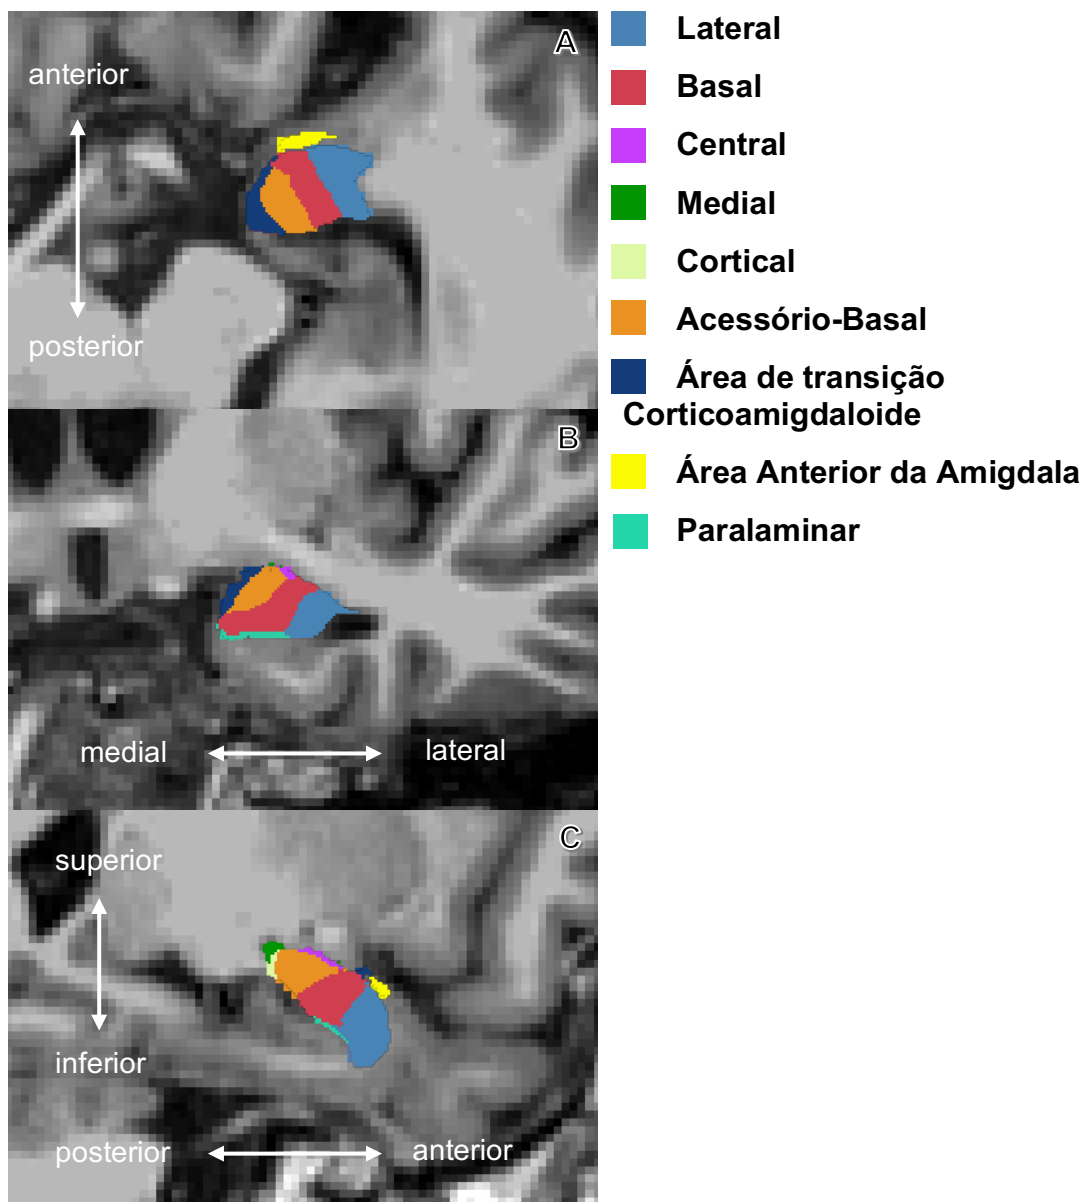 A
anterior
posterior
B
medial
lateral
C
superior
inferior
posterior
anterior
Lateral
Basal
Central
Medial
Cortical
Acessório-Basal
Área de transição
Corticoamigdaloide
Área Anterior da Amigdala
Paralaminar